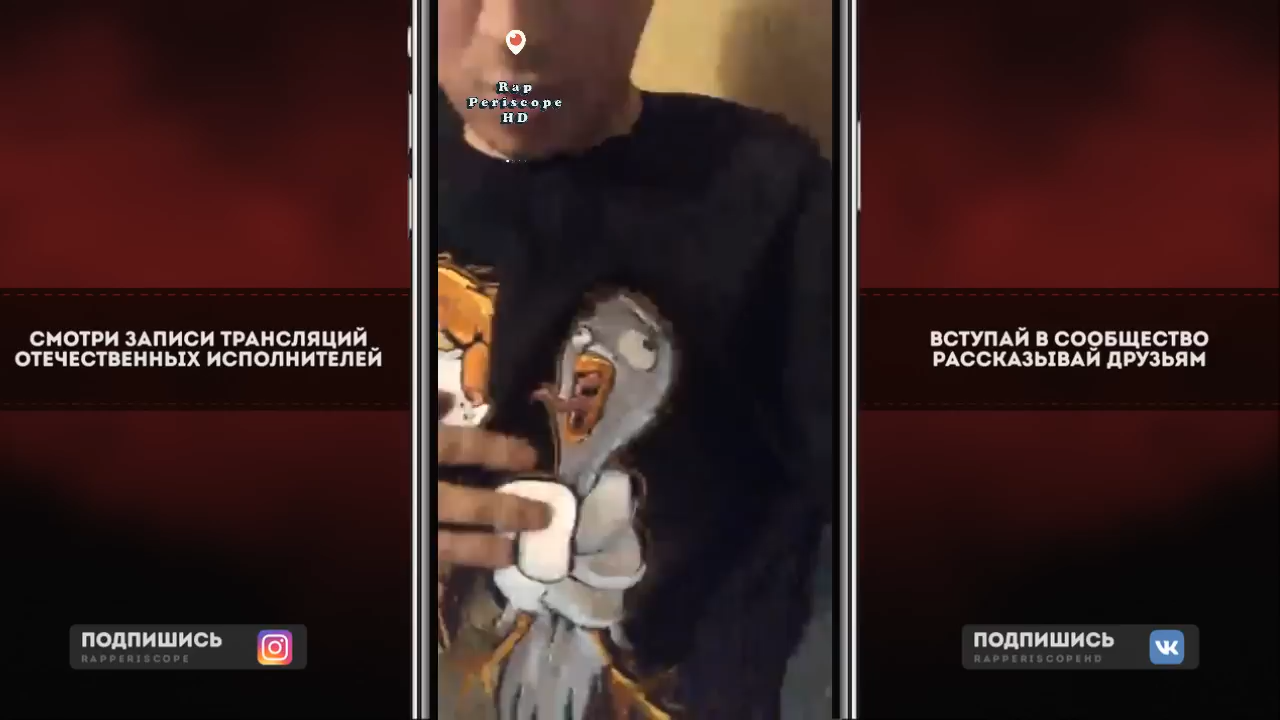 Rap
Periscope
HD
СМОТРИ ЗАПИСИ ТРАНСЛЯЦИЙ
ОТЕЧЕСТВЕННЫХ ИСПОЛНИТЕЛЕЙ
ВСТУПАЙ В СООБЩЕСТВО
РАССКАЗЫВАЙ ДРУЗЬЯМ
ПОДПИШИСЬ
RAPPERISCOPE
ПОДПИШИСЬ
RAPPERISCOPEHD